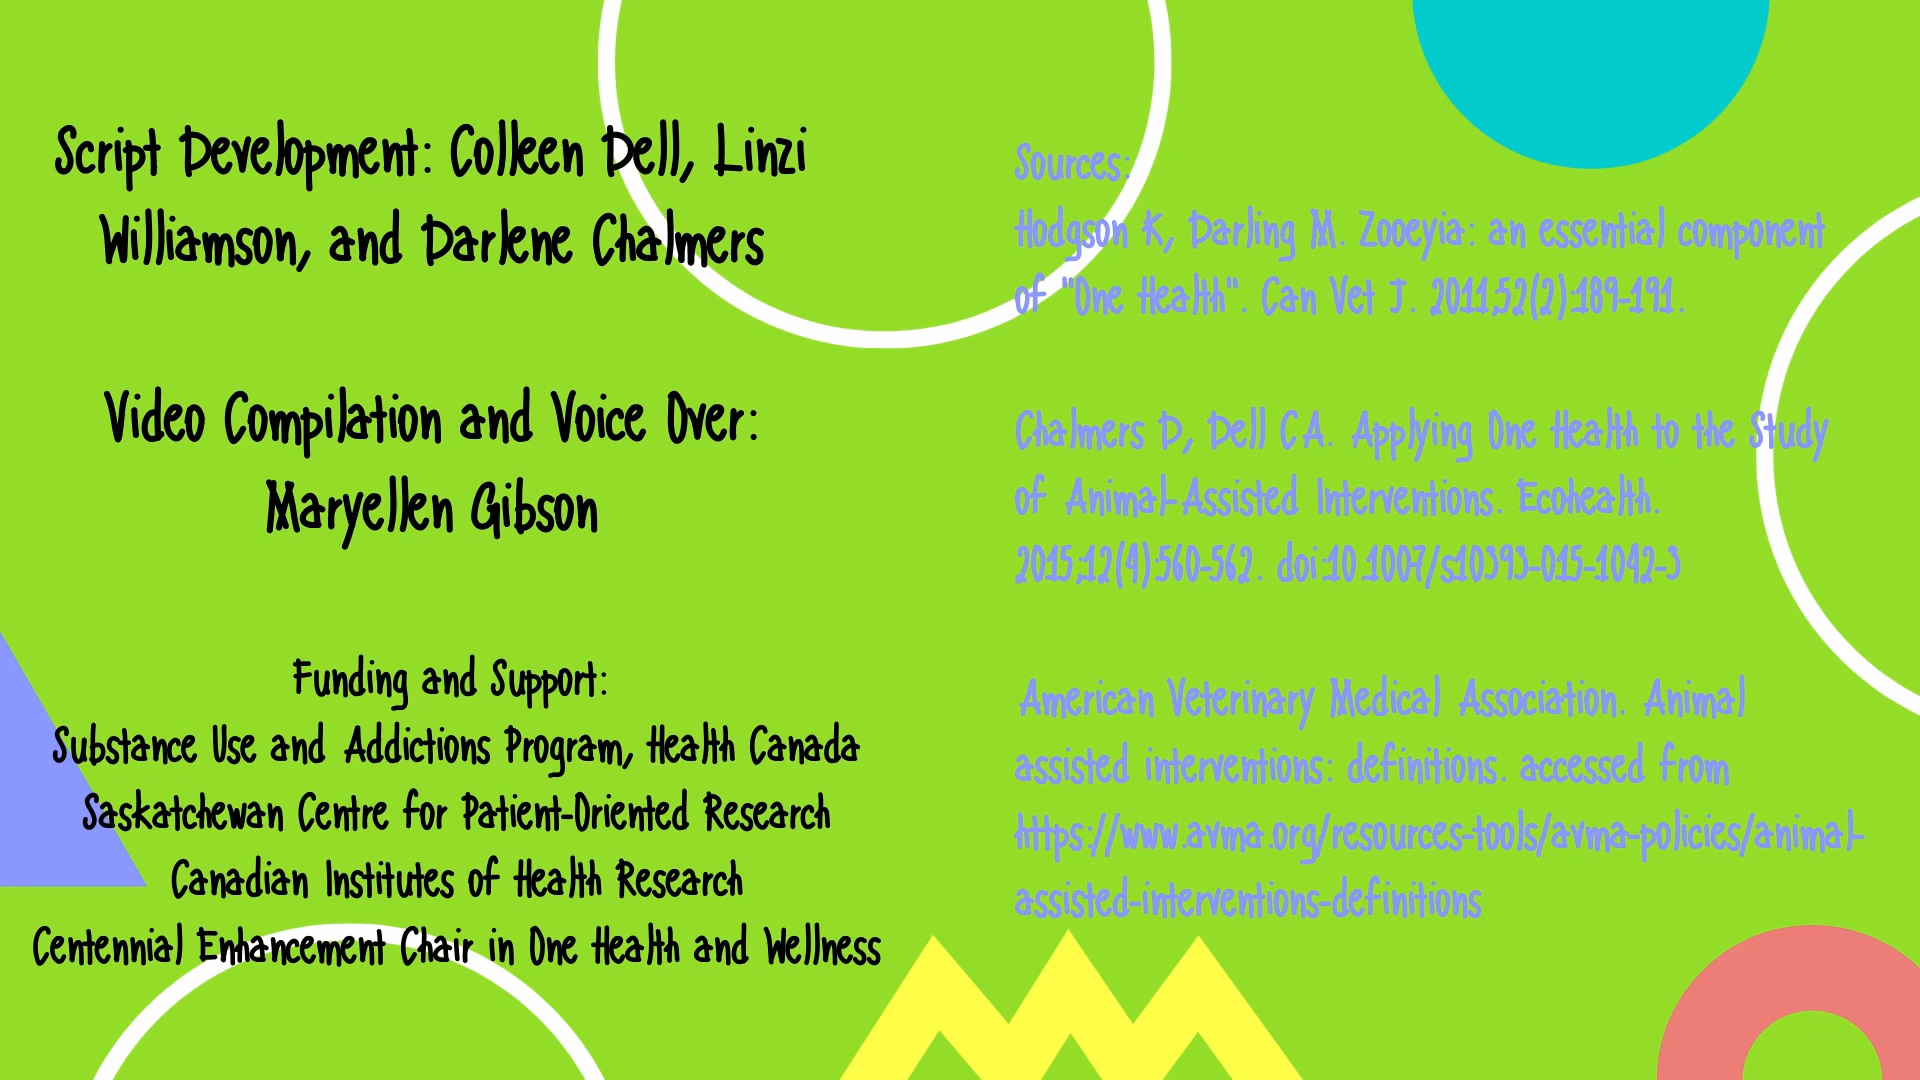 Script Development: Colleen Dell, Linzi
Williamson, and Darlene Chalmers
Video Compilation and Voice Over:
Maryellen Gibson
Funding and Support:
Substance Use and Addictions Program, Health Canada
Saskatchewan Centre for Patient-Oriented Research
Canadian Institutes of Health Research
Centennial Enhancement Chair in One Health and Wellness
Sources:
Hodgson K, Darling M. Zooeyia: an essential component
of "One Health". Can Vet J. 2011;52(2):189-191.
Chalmers D, Dell CA. Applying One Health to the Study
of Animal-Assisted Interventions. Ecohealth.
2015;12(4):560-562. doi:10.1007/s10393-015-1042-3
American Veterinary Medical Association. Animal
assisted interventions: definitions. accessed from
https://www.avma.org/resources-tools/avma-policies/animal-
assisted-interventions-definitions